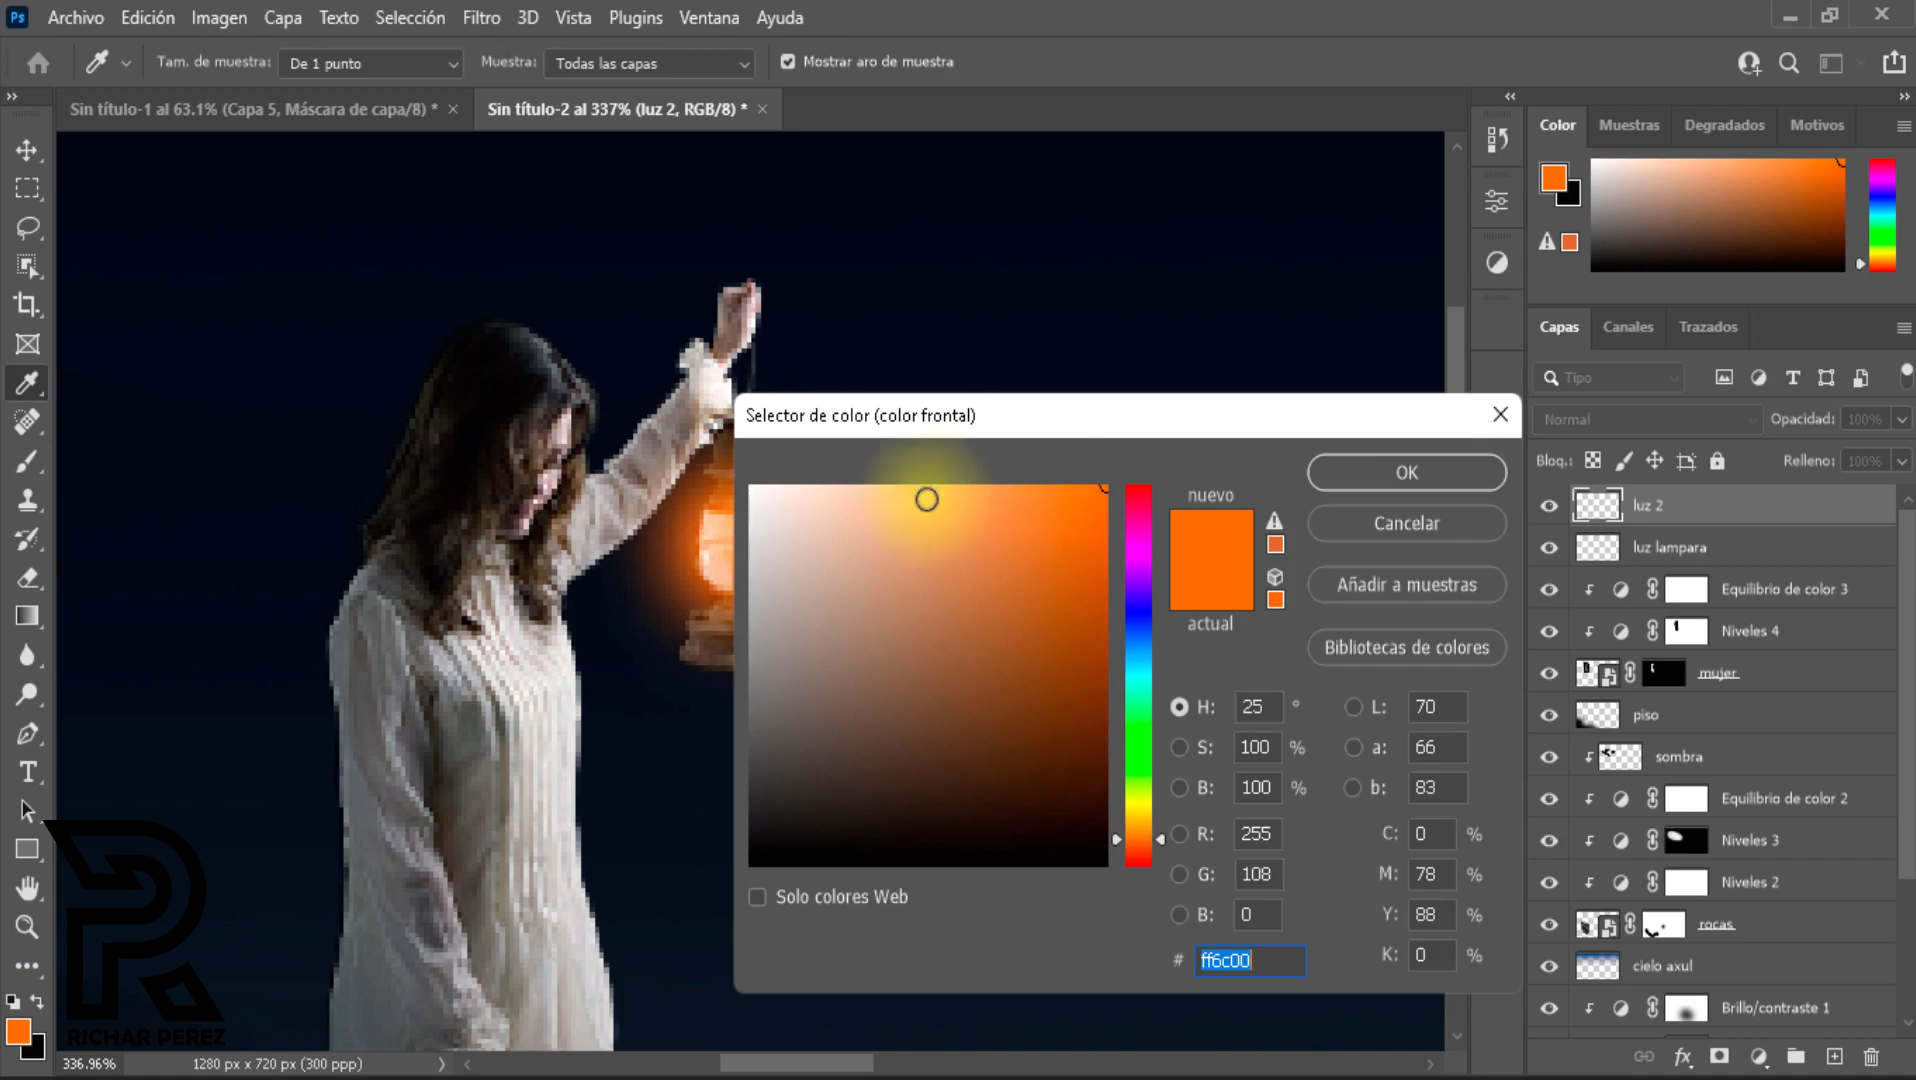 Ps
Archivo Edición Imagen Capa Texto Selección Filtro 3D Vista Plugins Ventana Ayuda
Tam. de muestra: De 1 punto Muestra: Todas las capas Mostrar aro de muestra
Sin título-1 al 63.1% (Capa 5, Máscara de capa/8) *
Sin título-2 al 337% (luz 2, RGB/8) *
Color Muestras Degradados Motivos
Capas Canales Trazados
Tipo
Normal Opacidad: 100%
Bloq.: Relleno: 100%
luz 2
luz lampara
Equilibrio de color 3
Niveles 4
mujer
piso
sombra
Equilibrio de color 2
Niveles 3
Niveles 2
rocas
cielo axul
Brillo/contraste 1
Selector de color (color frontal)
nuevo
actual
OK
Cancelar
Añadir a muestras
Bibliotecas de colores
H: 25 ° L: 70
S: 100 % a: 66
B: 100 % b: 83
R: 255 C: 0 %
G: 108 M: 78 %
B: 0 Y: 88 %
# ff6c00 K: 0 %
Solo colores Web
RICHAR PEREZ
336.96% 1280 px x 720 px (300 ppp)